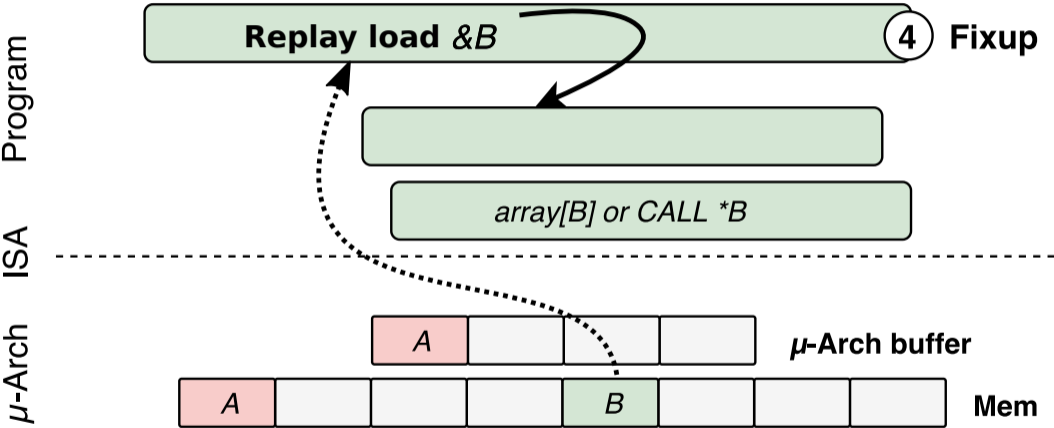 Program
ISA
μ-Arch
Replay load &B
4 Fixup
array[B] or CALL *B
A
μ-Arch buffer
A
B
Mem